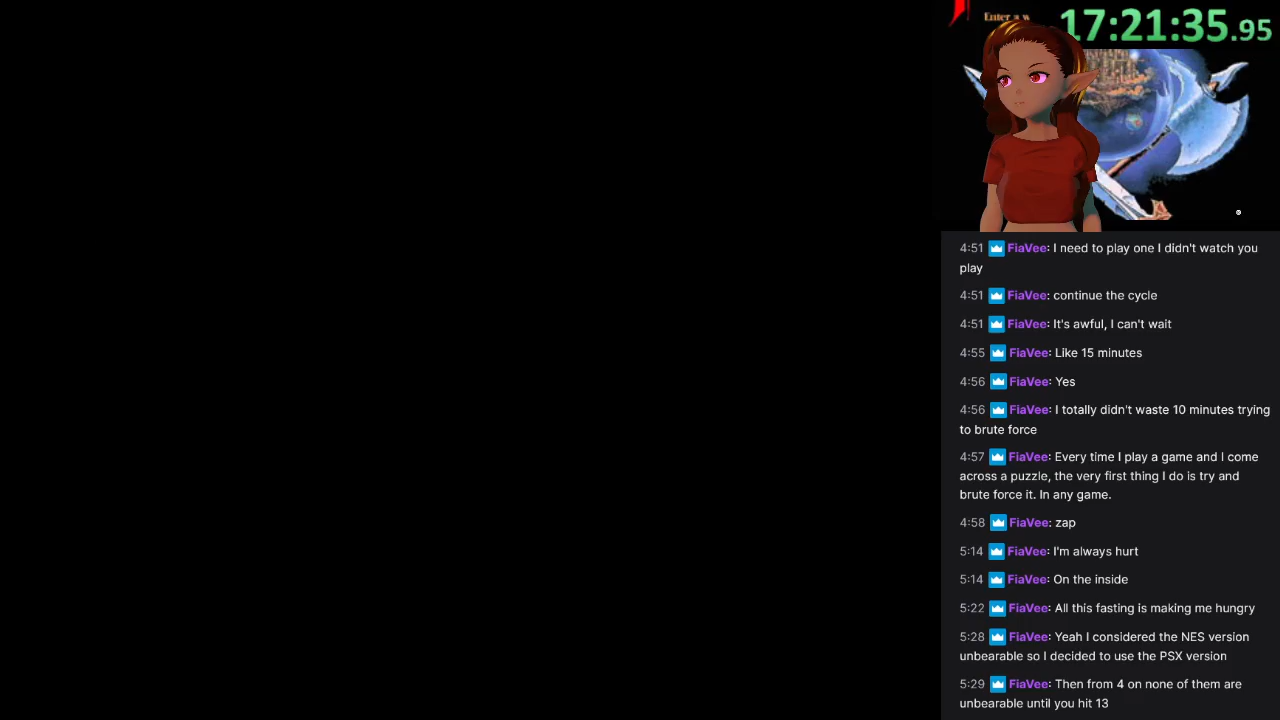 Enter a w
17:21:35.95
4:51 FiaVee: I need to play one I didn't watch you
play
4:51 FiaVee: continue the cycle
4:51 FiaVee: It's awful, I can't wait
4:55 FiaVee: Like 15 minutes
4:56 FiaVee: Yes
4:56 FiaVee: I totally didn't waste 10 minutes trying
to brute force
4:57 FiaVee: Every time I play a game and I come
across a puzzle, the very first thing I do is try and
brute force it. In any game.
4:58 FiaVee: zap
5:14 FiaVee: I'm always hurt
5:14 FiaVee: On the inside
5:22 FiaVee: All this fasting is making me hungry
5:28 FiaVee: Yeah I considered the NES version
unbearable so I decided to use the PSX version
5:29 FiaVee: Then from 4 on none of them are
unbearable until you hit 13